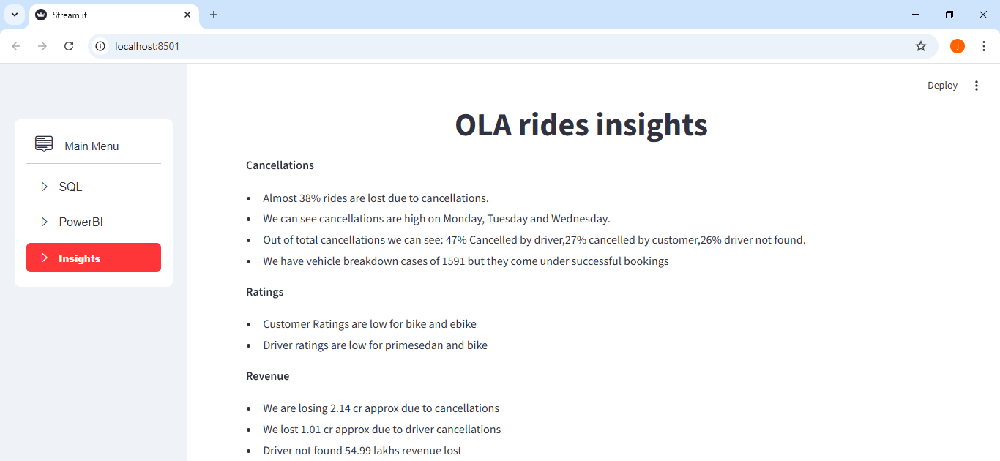 Streamlit
localhost:8501
j
Deploy
Main Menu
SQL
PowerBI
Insights
OLA rides insights
Cancellations
Almost 38% rides are lost due to cancellations.
We can see cancellations are high on Monday, Tuesday and Wednesday.
Out of total cancellations we can see: 47% Cancelled by driver,27% cancelled by customer,26% driver not found.
We have vehicle breakdown cases of 1591 but they come under successful bookings
Ratings
Customer Ratings are low for bike and ebike
Driver ratings are low for primesedan and bike
Revenue
We are losing 2.14 cr approx due to cancellations
We lost 1.01 cr approx due to driver cancellations
Driver not found 54.99 lakhs revenue lost